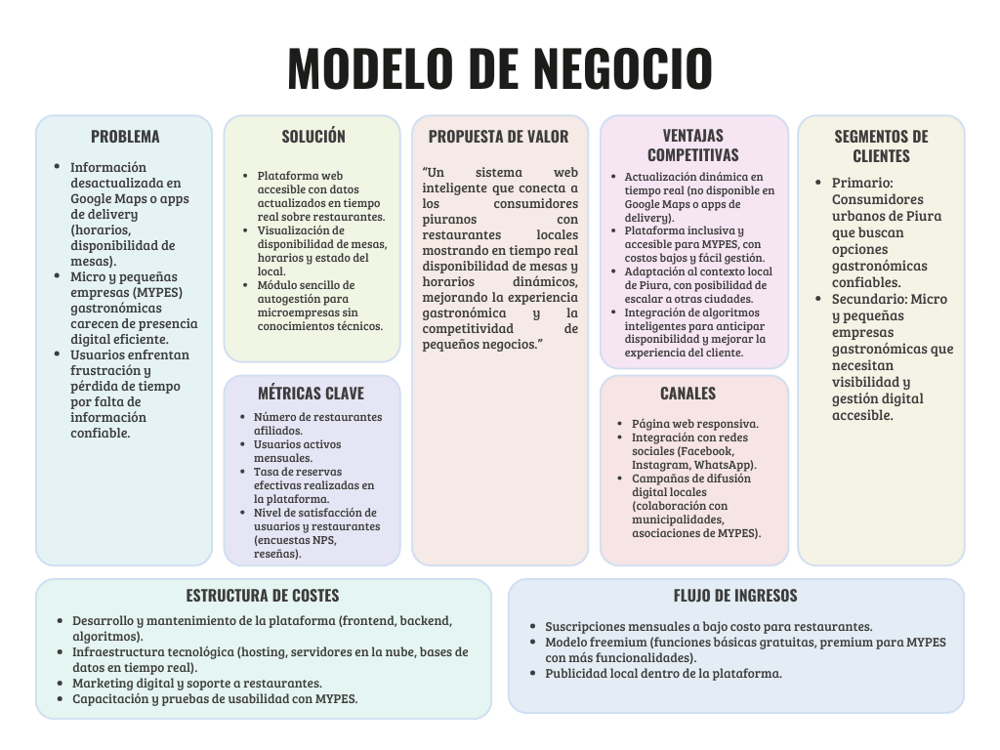 MODELO DE NEGOCIO
PROBLEMA
• Información
desactualizada en
Google Maps o apps
de delivery
(horarios,
disponibilidad de
mesas).
• Micro y pequeñas
empresas (MYPES)
gastronómicas
carecen de presencia
digital eficiente.
• Usuarios enfrentan
frustración y
pérdida de tiempo
por falta de
información
confiable.
SOLUCIÓN
• Plataforma web
accesible con datos
actualizados en tiempo
real sobre restaurantes.
• Visualización de
disponibilidad de mesas,
horarios y estado del
local.
• Módulo sencillo de
autogestión para
microempresas sin
conocimientos técnicos.
MÉTRICAS CLAVE
• Número de restaurantes
afiliados.
• Usuarios activos
mensuales.
• Tasa de reservas
efectivas realizadas en
la plataforma.
• Nivel de satisfacción de
usuarios y restaurantes
(encuestas NPS,
reseñas).
PROPUESTA DE VALOR
“Un sistema web
inteligente que conecta a
los consumidores
piuranos con
restaurantes locales
mostrando en tiempo real
disponibilidad de mesas y
horarios dinámicos,
mejorando la experiencia
gastronómica y la
competitividad de
pequeños negocios.”
VENTAJAS
COMPETITIVAS
• Actualización dinámica en
tiempo real (no disponible en
Google Maps o apps de
delivery).
• Plataforma inclusiva y
accesible para MYPES, con
costos bajos y fácil gestión.
• Adaptación al contexto local
de Piura, con posibilidad de
escalar a otras ciudades.
• Integración de algoritmos
inteligentes para anticipar
disponibilidad y mejorar la
experiencia del cliente.
CANALES
• Página web responsiva.
• Integración con redes
sociales (Facebook,
Instagram, WhatsApp).
• Campañas de difusión
digital locales
(colaboración con
municipalidades,
asociaciones de MYPES).
SEGMENTOS DE
CLIENTES
• Primario:
Consumidores
urbanos de Piura
que buscan
opciones
gastronómicas
confiables.
• Secundario: Micro
y pequeñas
empresas
gastronómicas que
necesitan
visibilidad y
gestión digital
accesible.
ESTRUCTURA DE COSTES
• Desarrollo y mantenimiento de la plataforma (frontend, backend,
algoritmos).
• Infraestructura tecnológica (hosting, servidores en la nube, bases de
datos en tiempo real).
• Marketing digital y soporte a restaurantes.
• Capacitación y pruebas de usabilidad con MYPES.
FLUJO DE INGRESOS
• Suscripciones mensuales a bajo costo para restaurantes.
• Modelo freemium (funciones básicas gratuitas, premium para MYPES
con más funcionalidades).
• Publicidad local dentro de la plataforma.